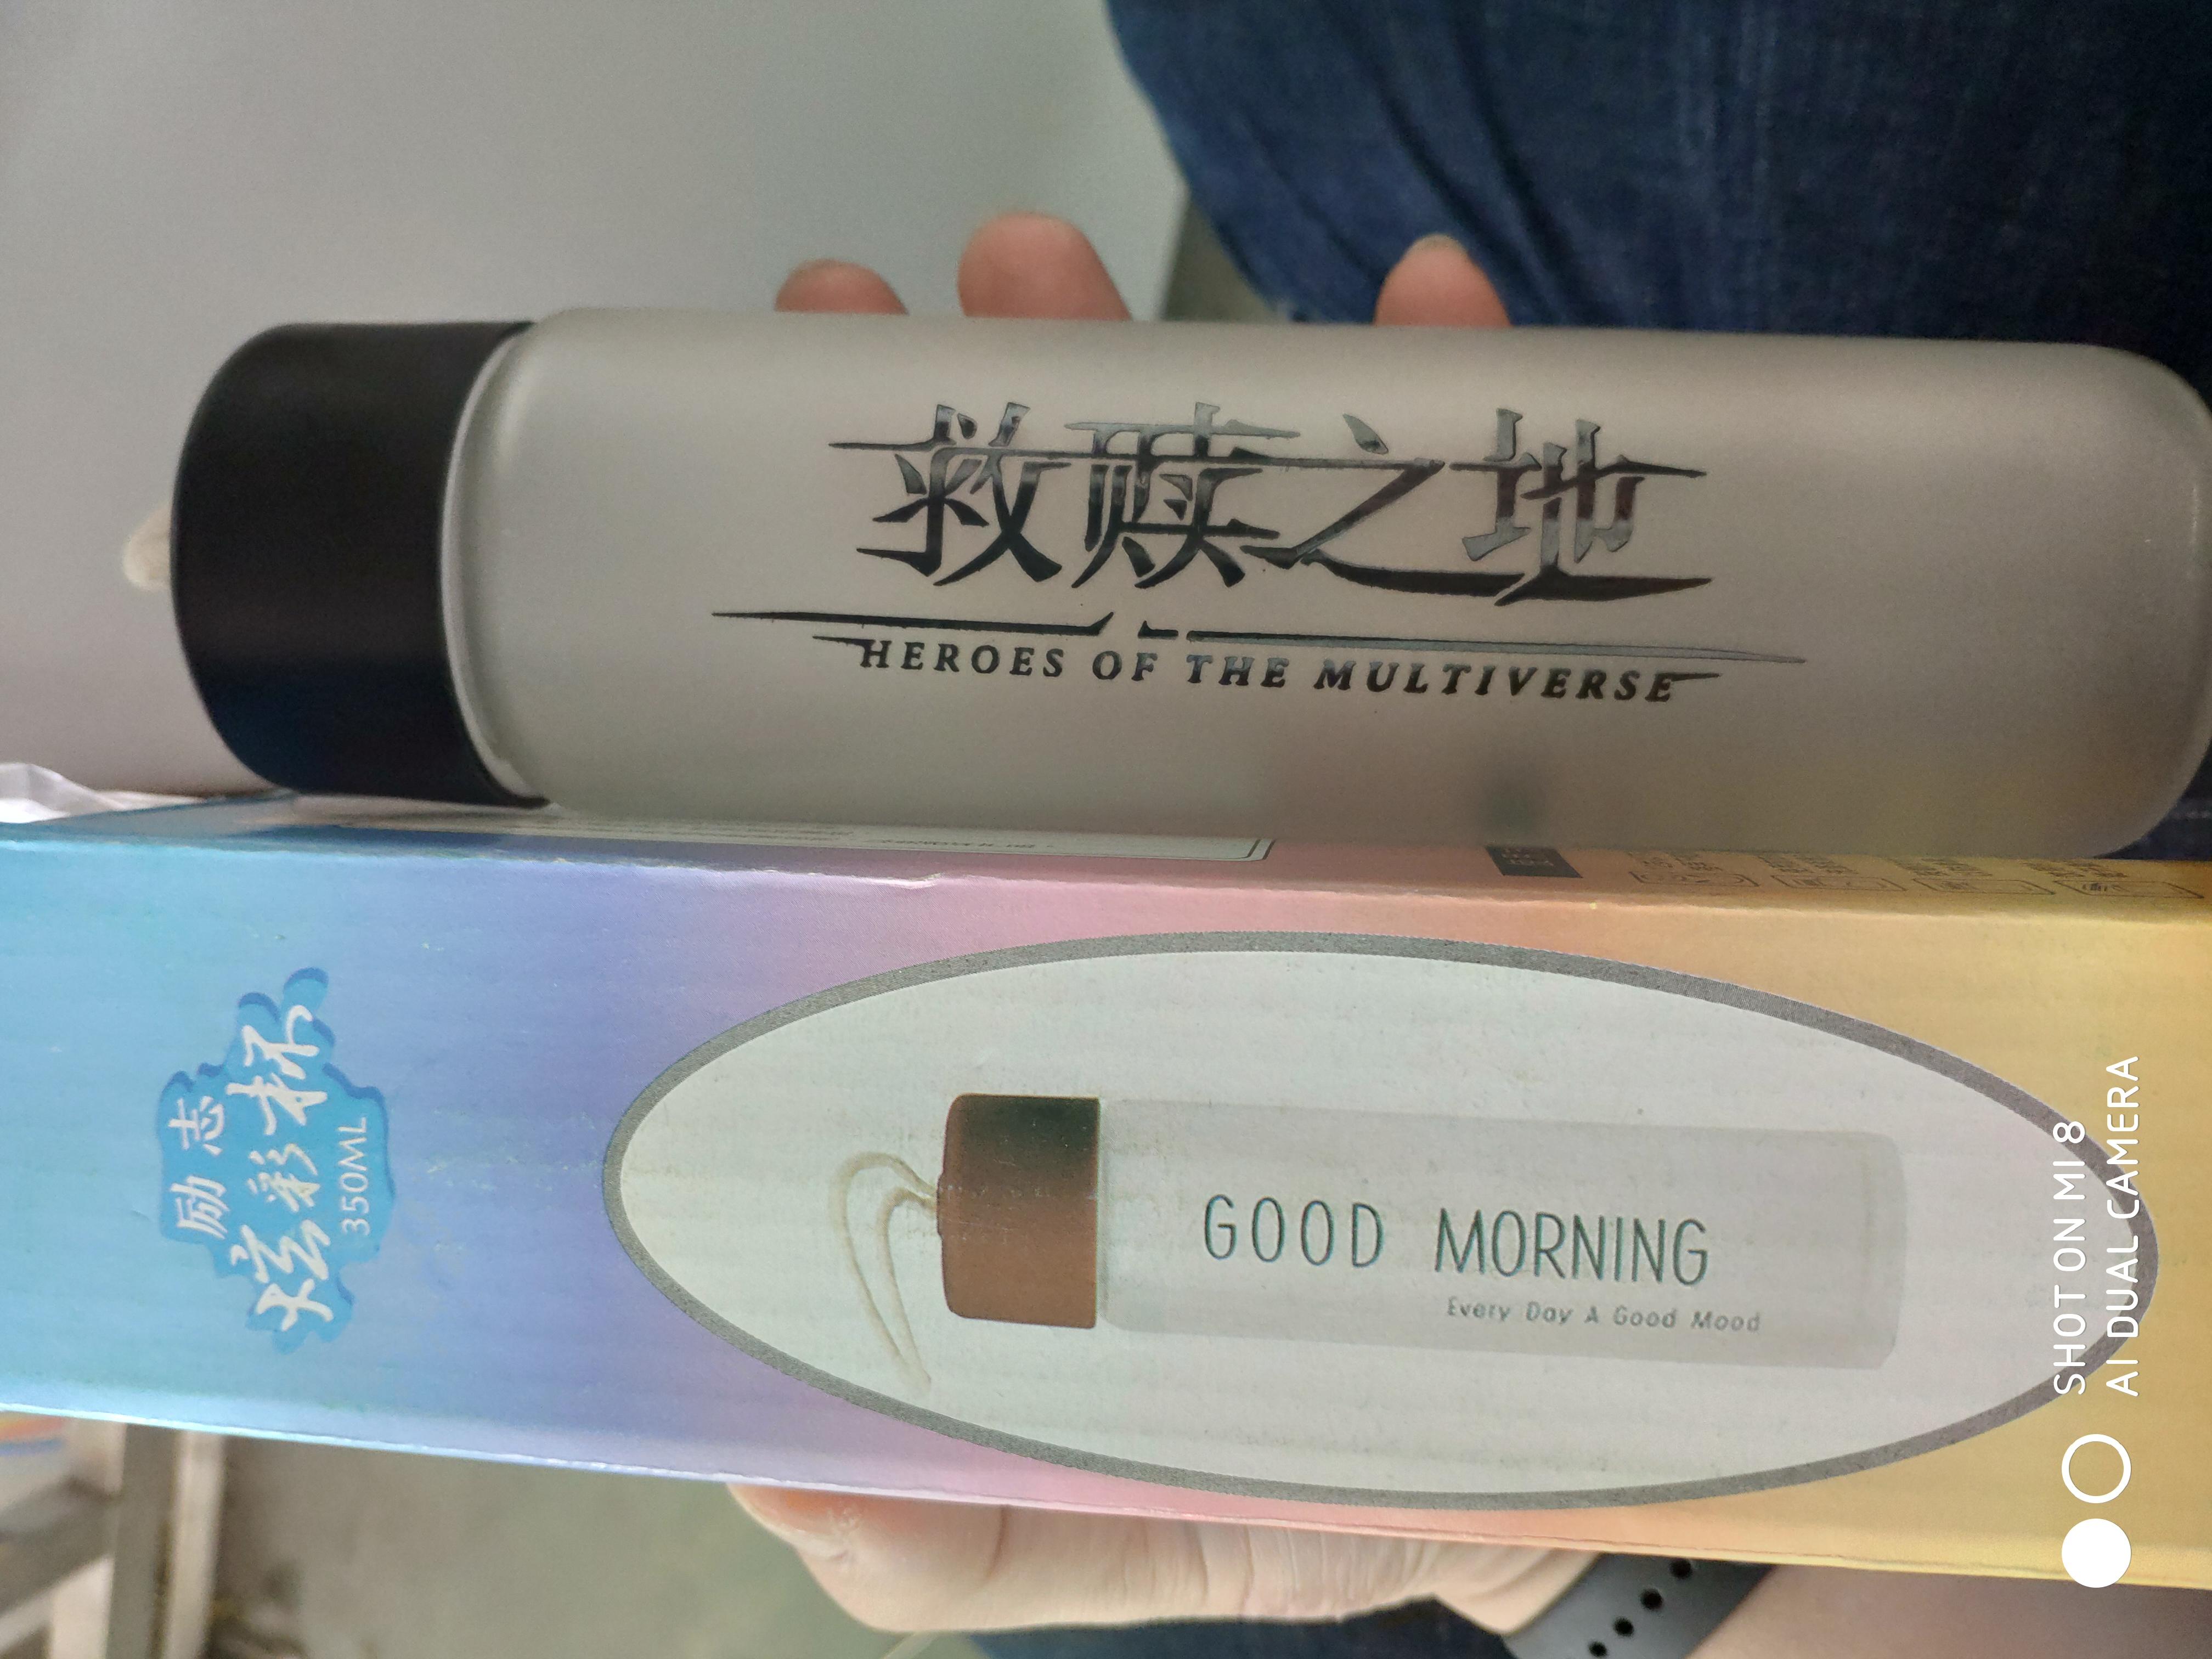 救赎之地
HEROES OF THE MULTIVERSE
励志
炫彩杯
350ML
GOOD MORNING
Every Day A Good Mood
SHOT ON MI 8
AI DUAL CAMERA